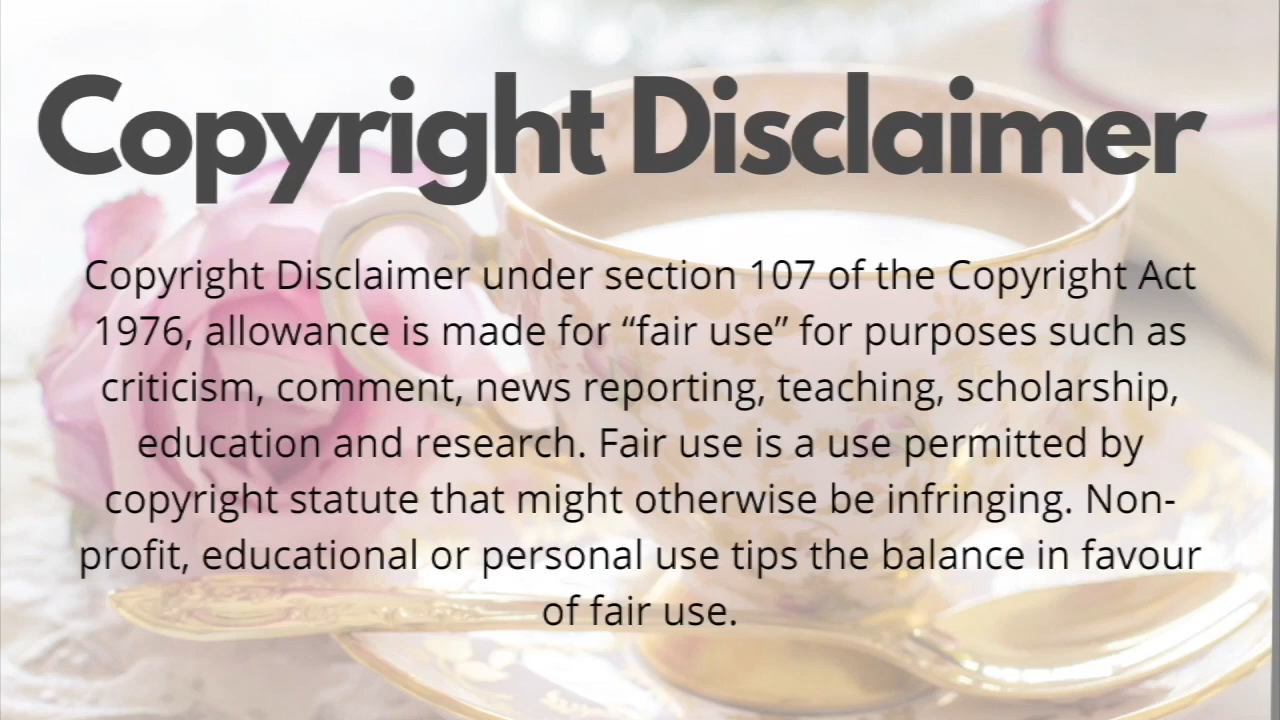 Copyright Disclaimer
Copyright Disclaimer under section 107 of the Copyright Act
1976, allowance is made for “fair use” for purposes such as
criticism, comment, news reporting, teaching, scholarship,
education and research. Fair use is a use permitted by
copyright statute that might otherwise be infringing. Non-
profit, educational or personal use tips the balance in favour
of fair use.